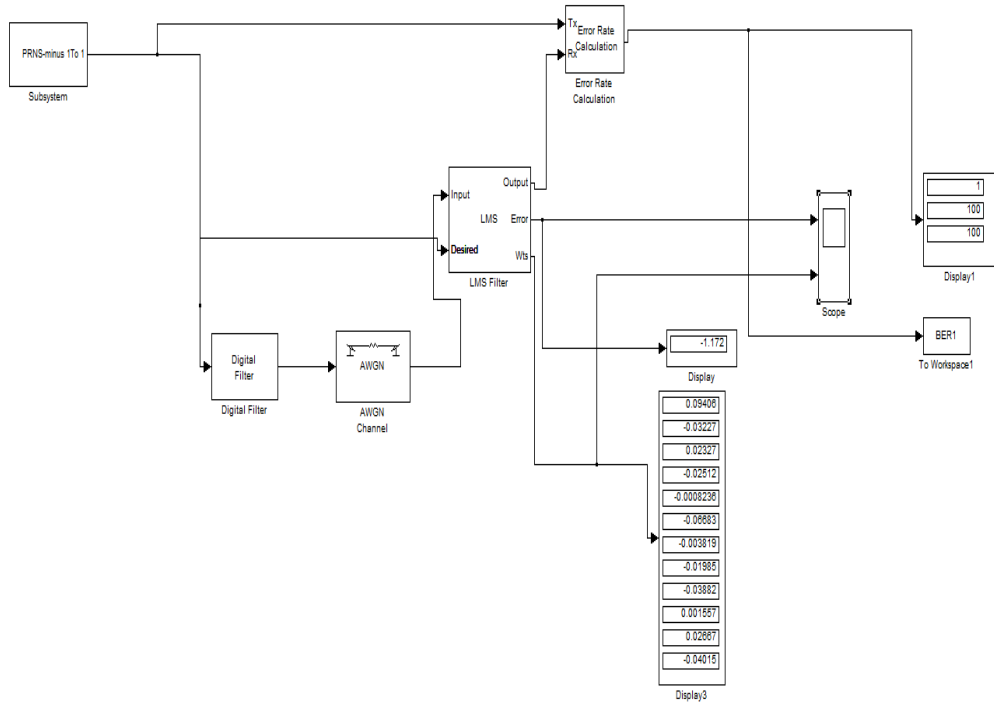 PRNS-minus 1To 1
Subsystem
Tx
Rx
Error Rate
Calculation
Error Rate
Calculation
Input
Desired
LMS
Output
Error
Wts
LMS Filter
1
100
100
Display1
Scope
BER1
To Workspace1
-1.172
Display
Digital
Filter
Digital Filter
AWGN
AWGN
Channel
0.09406
-0.03227
0.02327
-0.02512
-0.0008236
-0.06683
-0.003819
-0.01985
-0.03882
0.001557
0.02667
-0.04015
Display3